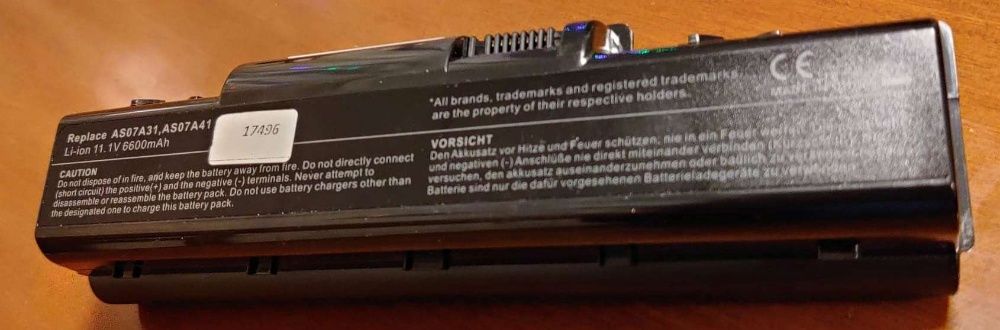 Replace AS07A31,AS07A41
Li-ion 11.1V 6600mAh
17496
CAUTION
Do not dispose of in fire, and keep the battery away from fire. Do not directly connect
(short circuit) the positive(+) and the negative (-) terminals. Never attempt to
disassemble or reassemble the battery pack. Do not use battery chargers other than
the designated one to charge this battery pack.
*All brands, trademarks and registered trademarks
are the property of their respective holders.
CE
VORSICHT
Den Akkusatz vor Hitze und Feuer schützen, nie in ein Feuer
und negativen (-) Anschlüße nie direkt miteinander verbinden
versuchen, den akkusatz auseinanderzunehmen oder baulich zu
Batterie sind nur die dafür vorgesehenen Batterieladegeräte zu